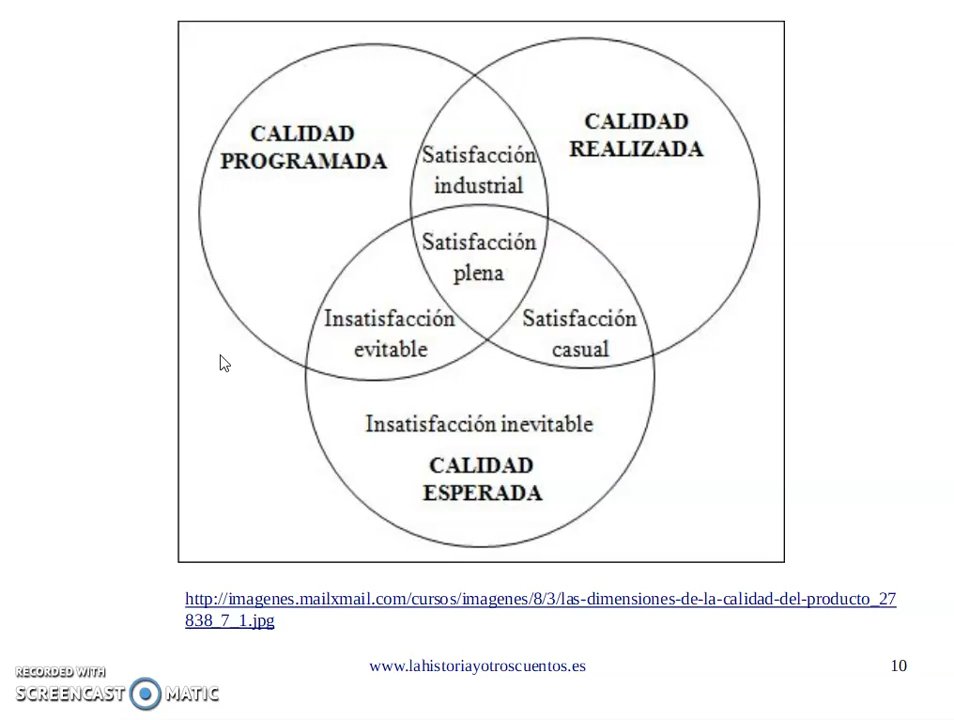 CALIDAD
PROGRAMADA
CALIDAD
REALIZADA
Satisfacción
industrial
Satisfacción
plena
Insatisfacción
evitable
Satisfacción
casual
Insatisfacción inevitable
CALIDAD
ESPERADA
http://imagenes.mailxmail.com/cursos/imagenes/8/3/las-dimensiones-de-la-calidad-del-producto_27
838_7_1.jpg
www.lahistoriayotroscuentos.es
10
RECORDED WITH
SCREENCAST MATIC